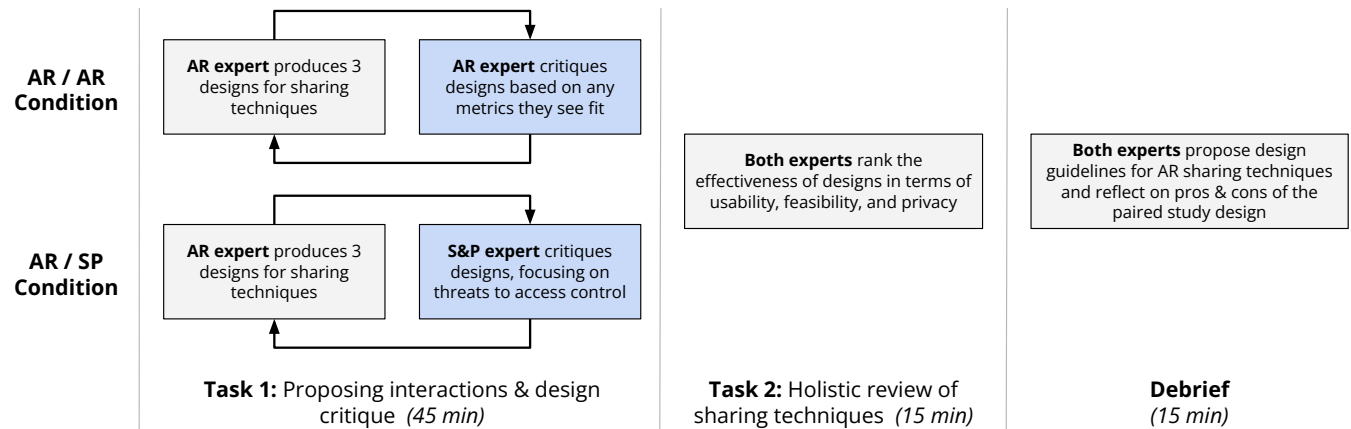 AR / AR
Condition
AR expert produces 3
designs for sharing
techniques
AR expert critiques
designs based on any
metrics they see fit
AR / SP
Condition
AR expert produces 3
designs for sharing
techniques
S&P expert critiques
designs, focusing on
threats to access control
Task 1: Proposing interactions & design
critique (45 min)
Both experts rank the
effectiveness of designs in terms of
usability, feasibility, and privacy
Task 2: Holistic review of
sharing techniques (15 min)
Both experts propose design
guidelines for AR sharing techniques
and reflect on pros & cons of the
paired study design
Debrief
(15 min)